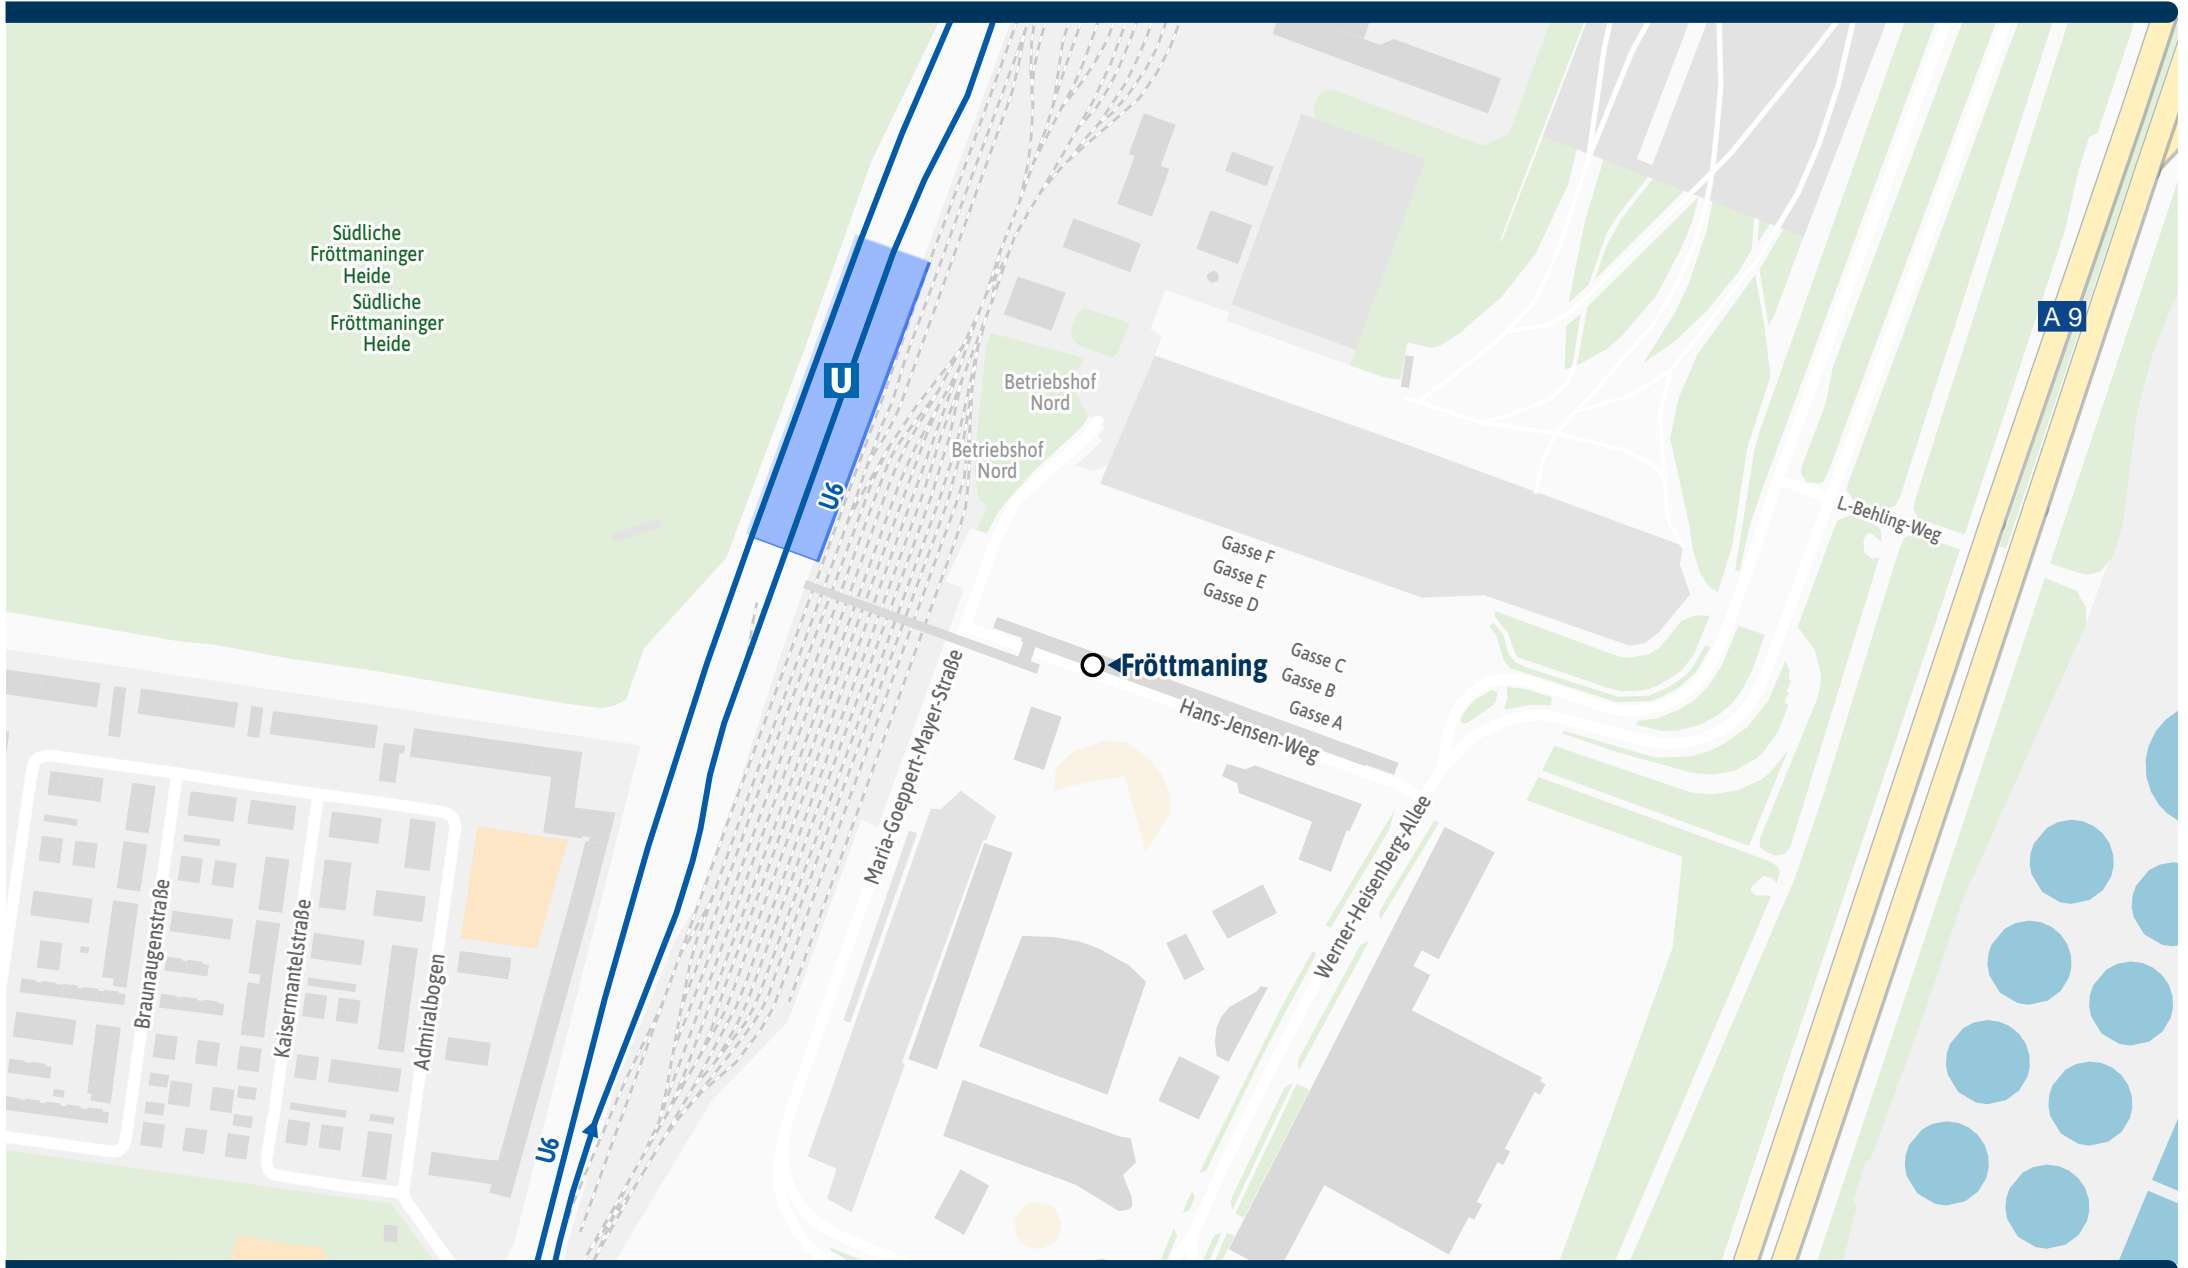 Südliche
Fröttmaninger
Heide
Südliche
Fröttmaninger
Heide
A 9
U
Betriebshof
Nord
Betriebshof
Nord
U6
L.-Behling-Weg
Gasse F
Gasse E
Gasse D
Gasse C
Gasse B
Gasse A
Fröttmaning
Hans-Jensen-Weg
Maria-Goeppert-Mayer-Straße
Werner-Heisenberg-Allee
Braunaugenstraße
Kaisermantelstraße
Admiralbogen
U6